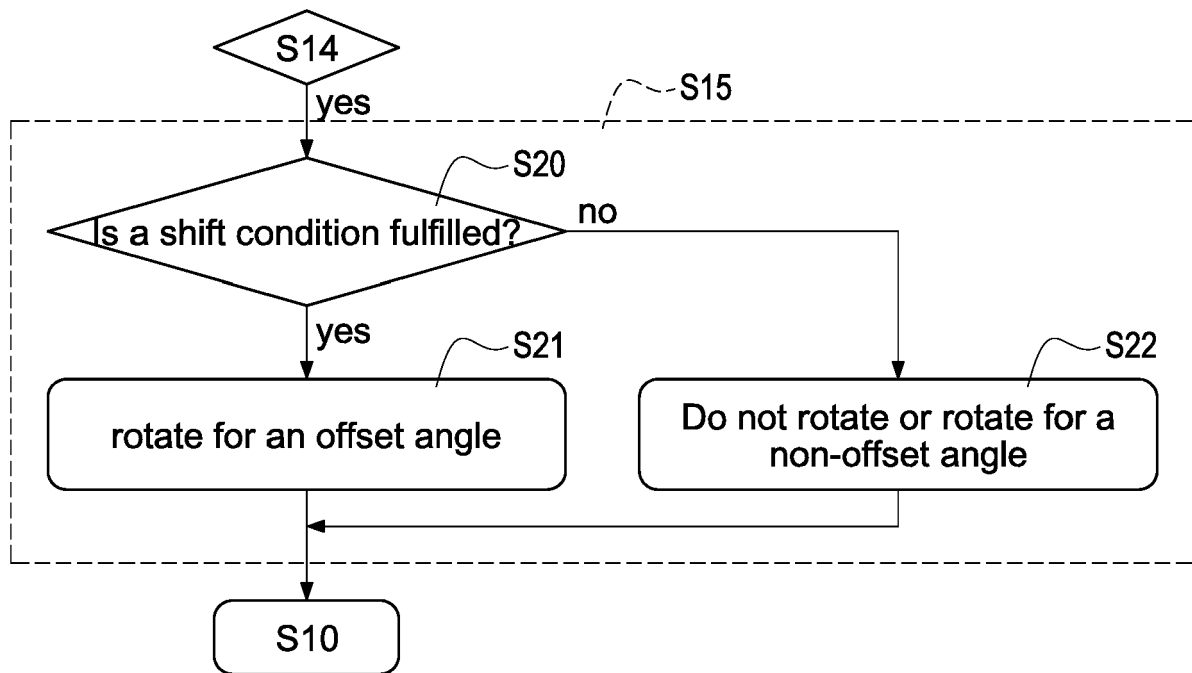 S14
yes
S15
S20
Is a shift condition fulfilled?
no
yes
S21
S22
rotate for an offset angle
Do not rotate or rotate for a
non-offset angle
S10